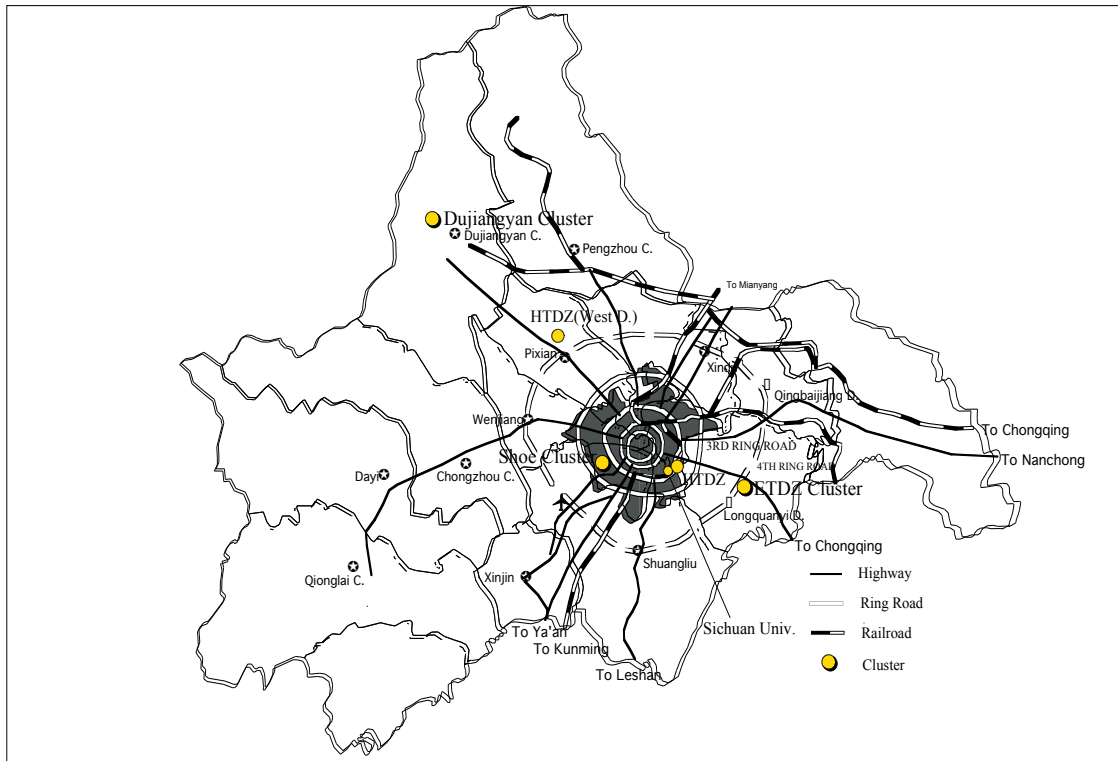 Dujiangyan Cluster
Dujiangyan C.
Pengzhou C.
To Mianyang
HTDZ(West D.)
Pixian
Qingbaijiang D.
Wenjiang
To Chongqing
3RD RING ROAD
To Nanchong
Shoe Cluster
4TH RING ROAD
Dayi
Chongzhou C.
HTDZ
ETDZ Cluster
Longquanyi D.
To Chongqing
Shuangliu
Qionglai C.
Xinjin
Highway
Ring Road
Sichuan Univ.
To Ya'an
Railroad
To Kunming
To Leshan
Cluster